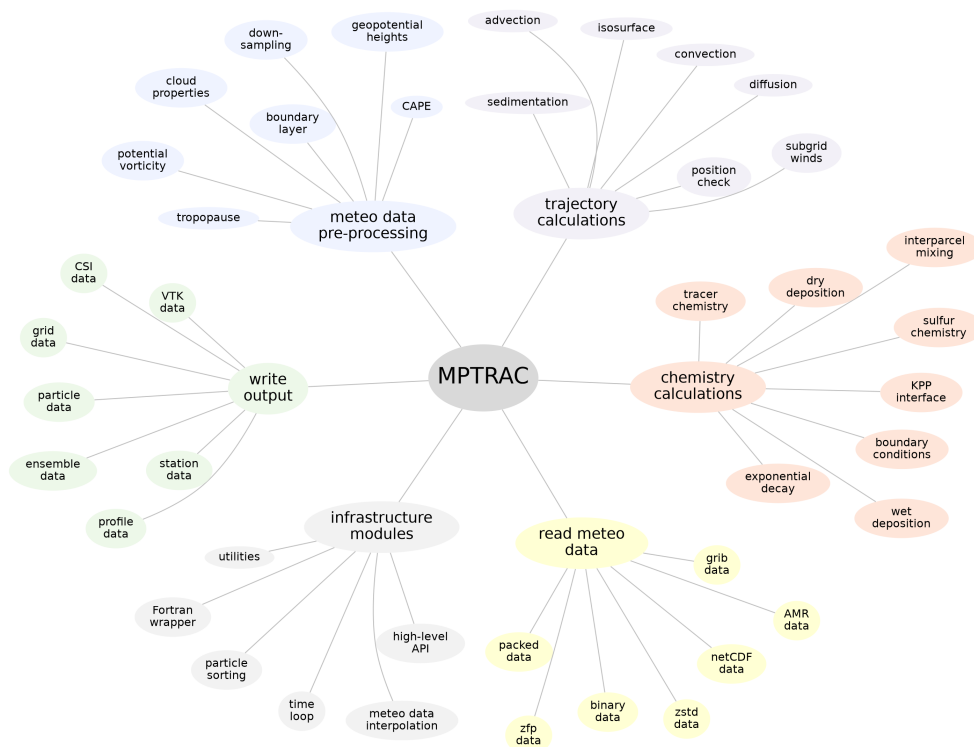 down-
sampling
geopotential
heights
cloud
properties
boundary
layer
CAPE
potential
vorticity
tropopause
meteo data
pre-processing
advection
isosurface
convection
diffusion
sedimentation
subgrid
winds
position
check
trajectory
calculations
CSI
data
VTK
data
grid
data
particle
data
ensemble
data
station
data
profile
data
write
output
MPTRAC
interparcel
mixing
dry
deposition
tracer
chemistry
sulfur
chemistry
KPP
interface
boundary
conditions
wet
deposition
exponential
decay
chemistry
calculations
infrastructure
modules
utilities
Fortran
wrapper
particle
sorting
time
loop
meteo data
interpolation
high-level
API
read meteo
data
grib
data
AMR
data
netCDF
data
zstd
data
binary
data
zfp
data
packed
data